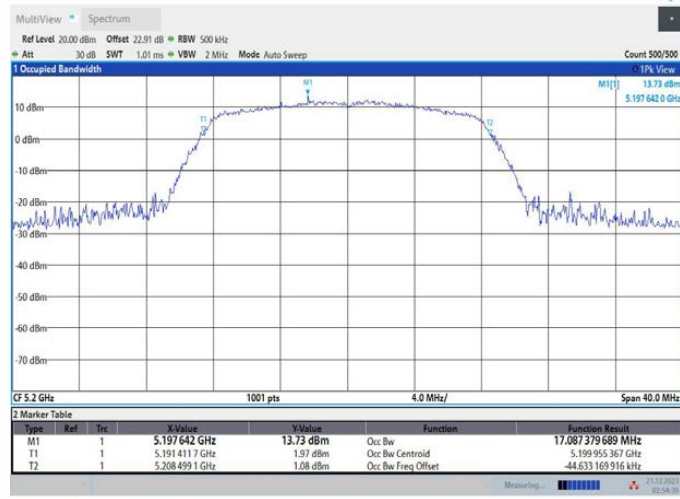 MultiView Spectrum
Ref Level 20.00 dBm Offset 22.91 dB RBW 500 kHz
Att 30 dB SWT 1.01 ms VBW 2 MHz Mode Auto Sweep Count 500/500
1 Occupied Bandwidth 1Pk View
M1[1] 13.73 dBm
5.197 642 0 GHz
M1
10 dBm
T1
T2
0 dBm
-10 dBm
-20 dBm
-30 dBm
-40 dBm
-50 dBm
-60 dBm
-70 dBm
CF 5.2 GHz 1001 pts 4.0 MHz/ Span 40.0 MHz
2 Marker Table
Type Ref Trc X-Value Y-Value Function Function Result
M1 1 5.197 642 GHz 13.73 dBm Occ Bw 17.087 379 689 MHz
T1 1 5.191 411 7 GHz 1.97 dBm Occ Bw Centroid 5.199 955 367 GHz
T2 1 5.208 499 1 GHz 1.08 dBm Occ Bw Freq Offset -44.633 169 916 kHz
Measuring... 21.12.2023
02:54:36